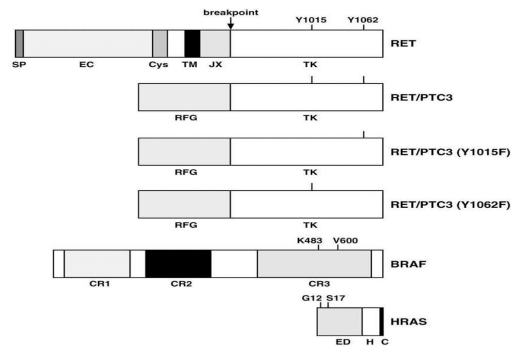 breakpoint Y1015 Y1062
RET
SP EC Cys TM JX TK
RET/PTC3
RFG TK
RET/PTC3 (Y1015F)
RFG TK
RET/PTC3 (Y1062F)
RFG TK
K483 V600
BRAF
CR1 CR2 CR3
G12 S17
HRAS
ED H C